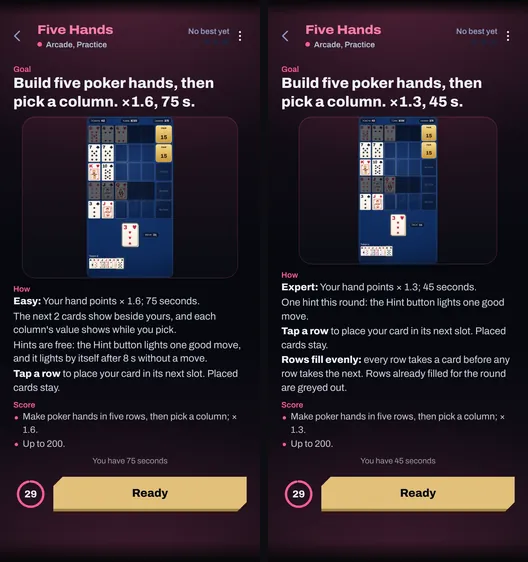 Five Hands
Arcade, Practice
No best yet
Goal
Build five poker hands, then
pick a column. ×1.6, 75 s.
15
15
How
Easy: Your hand points × 1.6; 75 seconds.
The next 2 cards show beside yours, and each
column's value shows while you pick.
Hints are free: the Hint button lights one good move,
and it lights by itself after 8 s without a move.
Tap a row to place your card in its next slot. Placed
cards stay.
Score
Make poker hands in five rows, then pick a column; ×
1.6.
Up to 200.
You have 75 seconds
29
Ready
Five Hands
Arcade, Practice
No best yet
Goal
Build five poker hands, then
pick a column. ×1.3, 45 s.
15
15
How
Expert: Your hand points × 1.3; 45 seconds.
One hint this round: the Hint button lights one good
move.
Tap a row to place your card in its next slot. Placed
cards stay.
Rows fill evenly: every row takes a card before any
row takes the next. Rows already filled for the round
are greyed out.
Score
Make poker hands in five rows, then pick a column; ×
1.3.
Up to 200.
You have 45 seconds
29
Ready